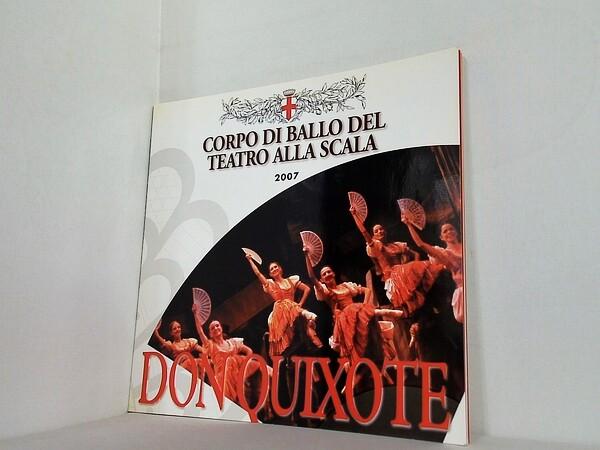 CORPO DI BALLO DEL
TEATRO ALLA SCALA
2007
DON QUIXOTE